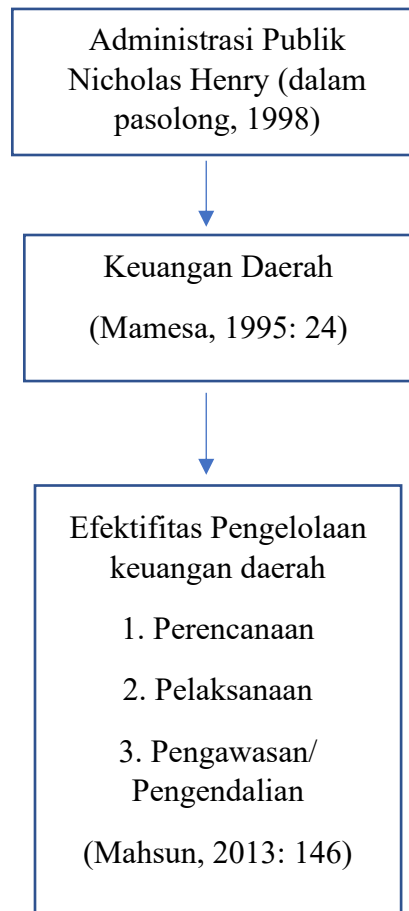 Administrasi Publik
Nicholas Henry (dalam
pasolong, 1998)
Keuangan Daerah
(Mamesa, 1995: 24)
Efektifitas Pengelolaan
keuangan daerah
1. Perencanaan
2. Pelaksanaan
3. Pengawasan/
Pengendalian
(Mahsun, 2013: 146)